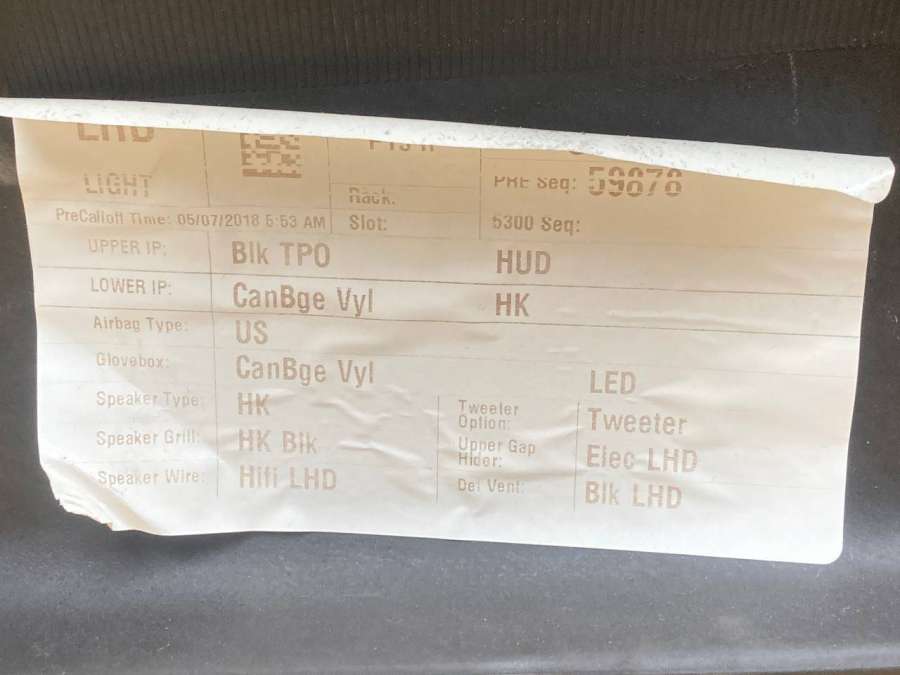 LHD
LIGHT
Rack:
PRE Seq: 59878
PreCalloff Time: 05/07/2018 5:53 AM
Slot:
5300 Seq:
UPPER IP: Blk TPO HUD
LOWER IP: CanBge Vyl HK
Airbag Type: US
Glovebox: CanBge Vyl LED
Speaker Type: HK
Tweeter Option: Tweeter
Speaker Grill: HK Blk
Upper Gap Hider: Elec LHD
Speaker Wire: Hifi LHD
Def Vent: Blk LHD